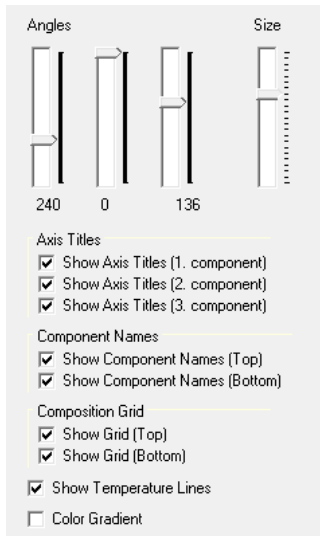 Angles Size
240 0 136
Axis Titles
Show Axis Titles (1. component)
Show Axis Titles (2. component)
Show Axis Titles (3. component)
Component Names
Show Component Names (Top)
Show Component Names (Bottom)
Composition Grid
Show Grid (Top)
Show Grid (Bottom)
Show Temperature Lines
Color Gradient